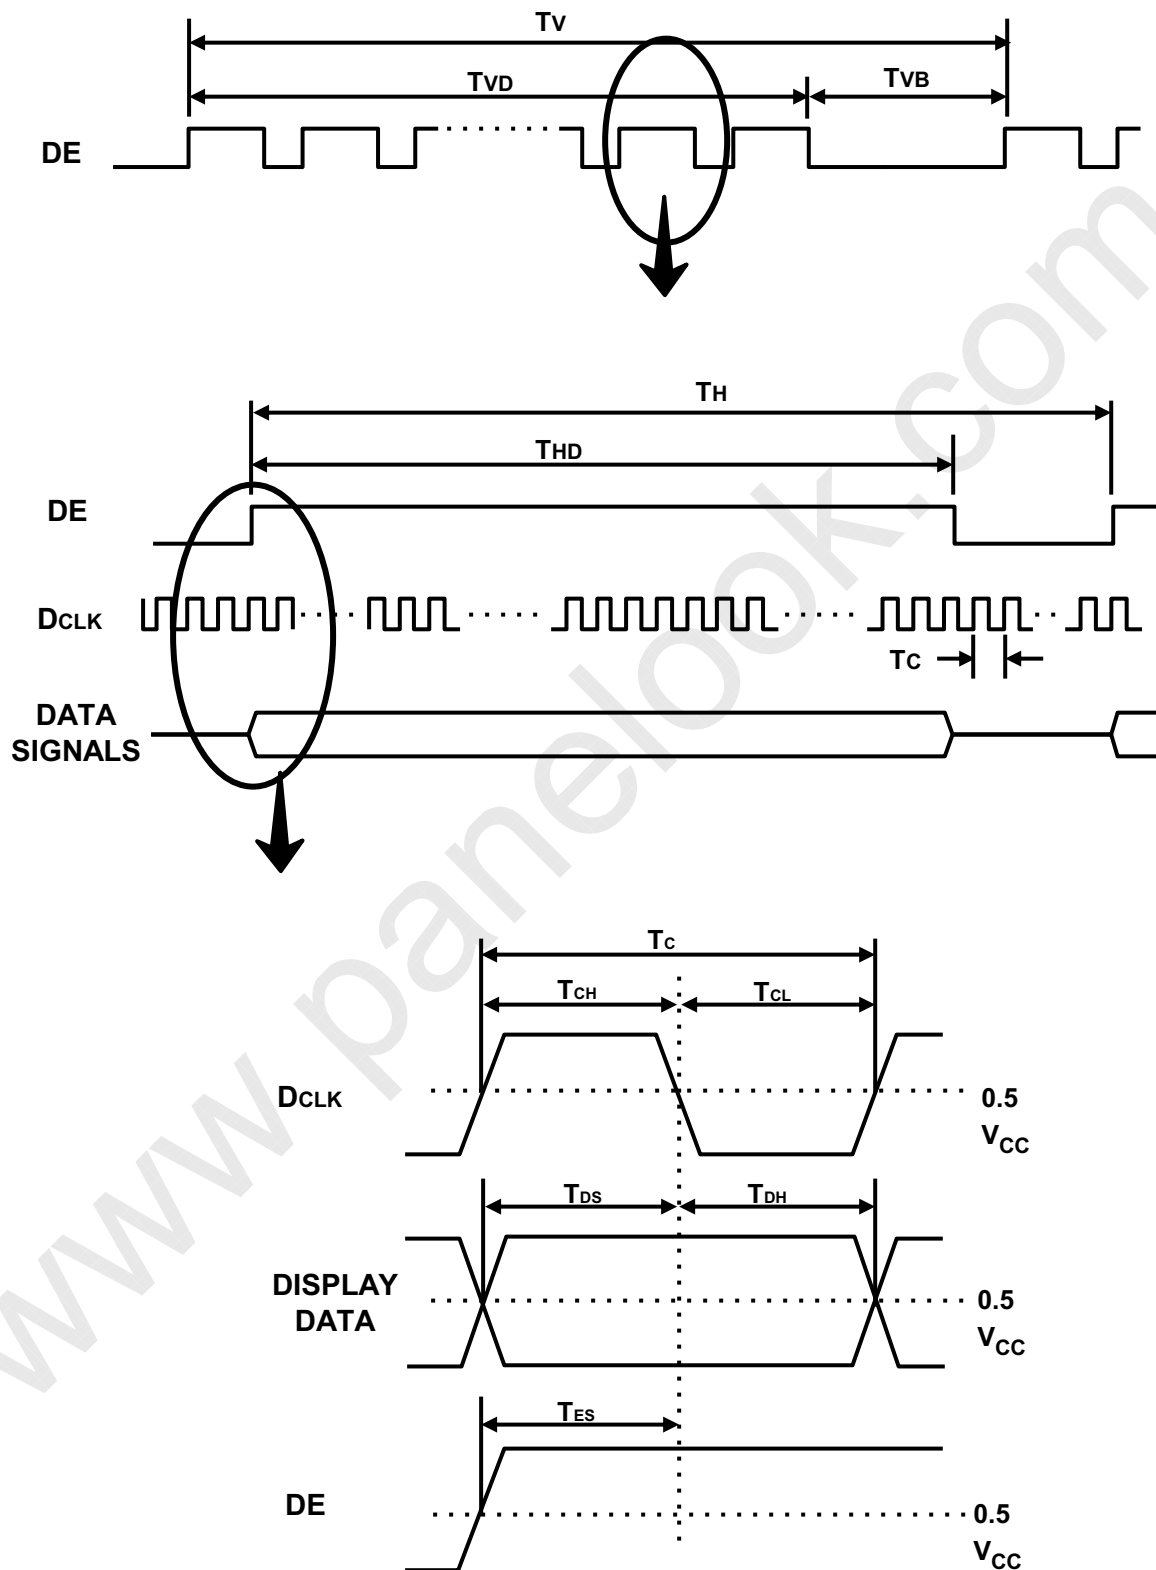 TV
TVD
TVB
DE
TH
THD
DE
DCLK
TC
DATA
SIGNALS
TC
TCH
TCL
DCLK
0.5
VCC
TDS
TDH
DISPLAY
DATA
0.5
VCC
TES
DE
0.5
VCC
www.panelook.com